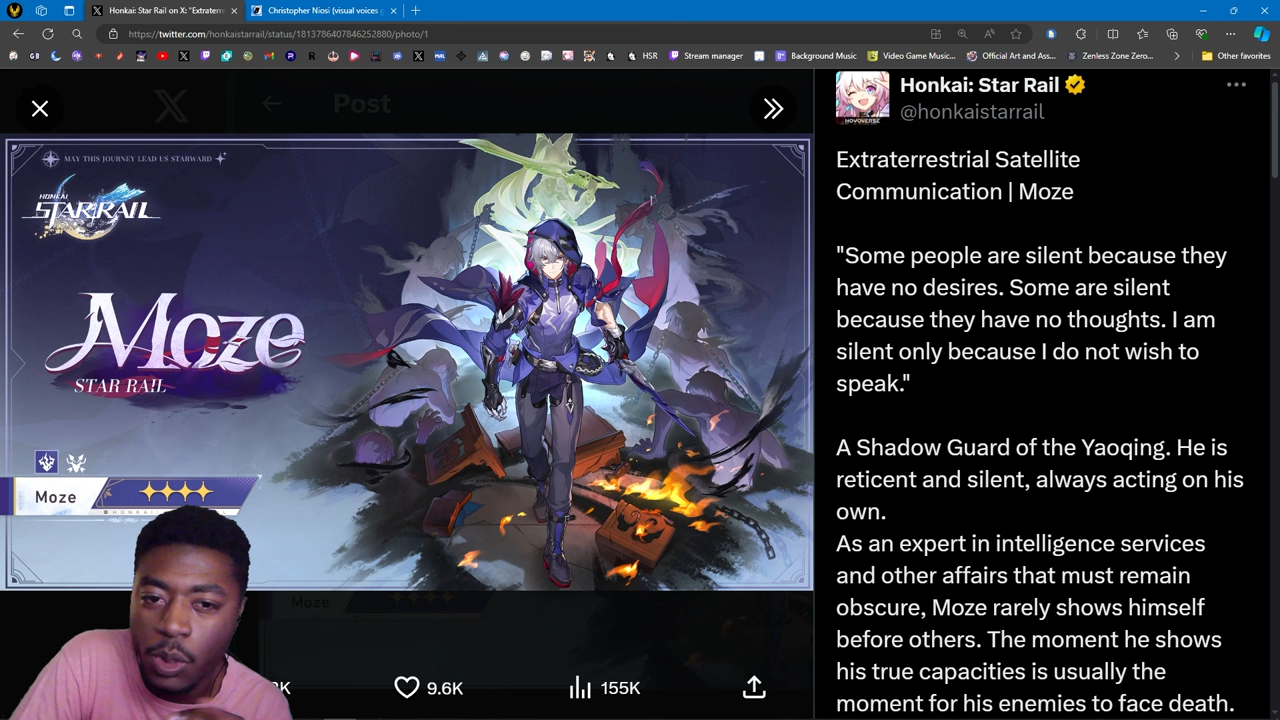 Honkai: Star Rail on X: "Extraterr
Christopher Niosi (visual voices
https://twitter.com/honkaistarrail/status/1813786407846252880/photo/1
HSR
Stream manager
Background Music
Video Game Music...
Official Art and Ass...
Zenless Zone Zero...
Other favorites
Post
MAY THIS JOURNEY LEAD US STARWARD
HONKAI
STAR RAIL
Moze
STAR RAIL
Moze
Moze
9.6K
155K
Honkai: Star Rail
@honkaistarrail
HOYOVERSE
Extraterrestrial Satellite
Communication | Moze
"Some people are silent because they
have no desires. Some are silent
because they have no thoughts. I am
silent only because I do not wish to
speak."
A Shadow Guard of the Yaoqing. He is
reticent and silent, always acting on his
own.
As an expert in intelligence services
and other affairs that must remain
obscure, Moze rarely shows himself
before others. The moment he shows
his true capacities is usually the
moment for his enemies to face death.